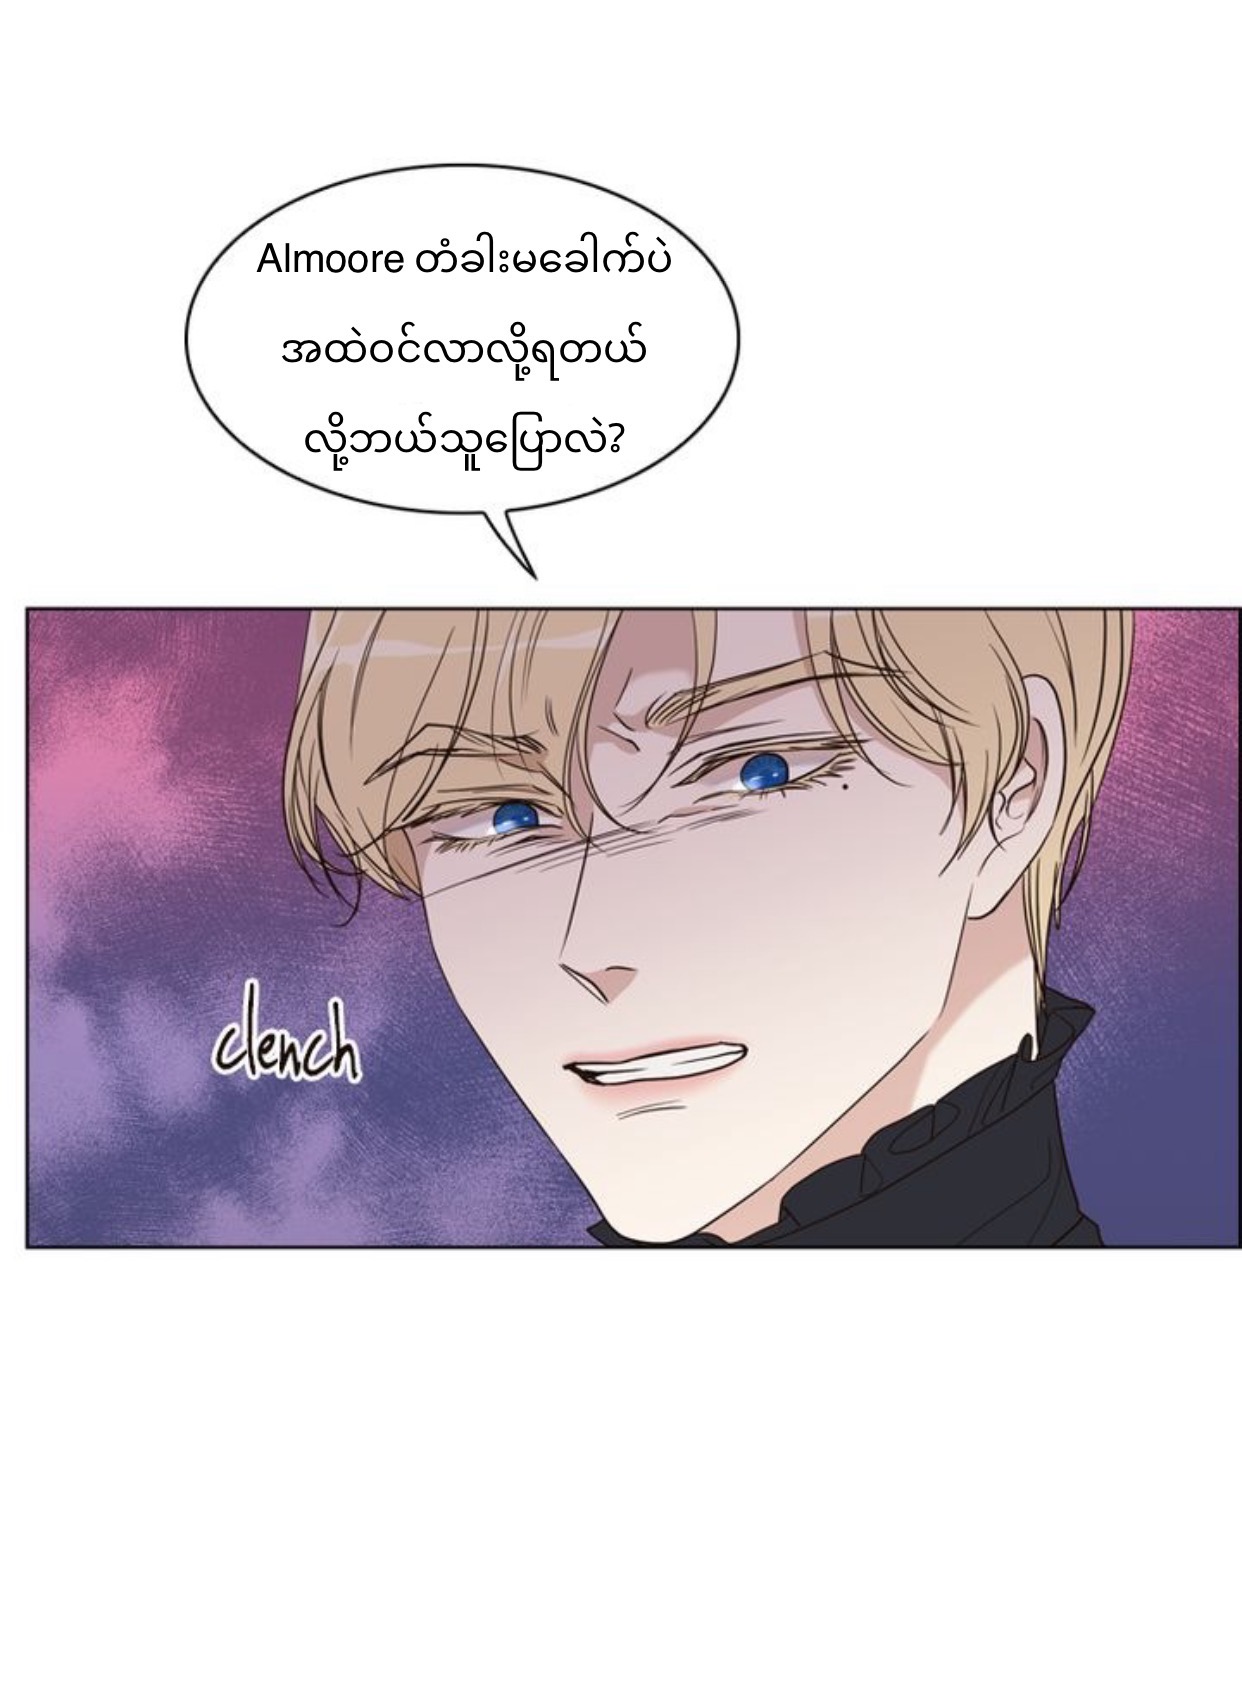 Almoore တံခါးမခေါက်ပဲ
အထဲဝင်လာလို့ရတယ်
လို့ဘယ်သူပြောလဲ?
clench